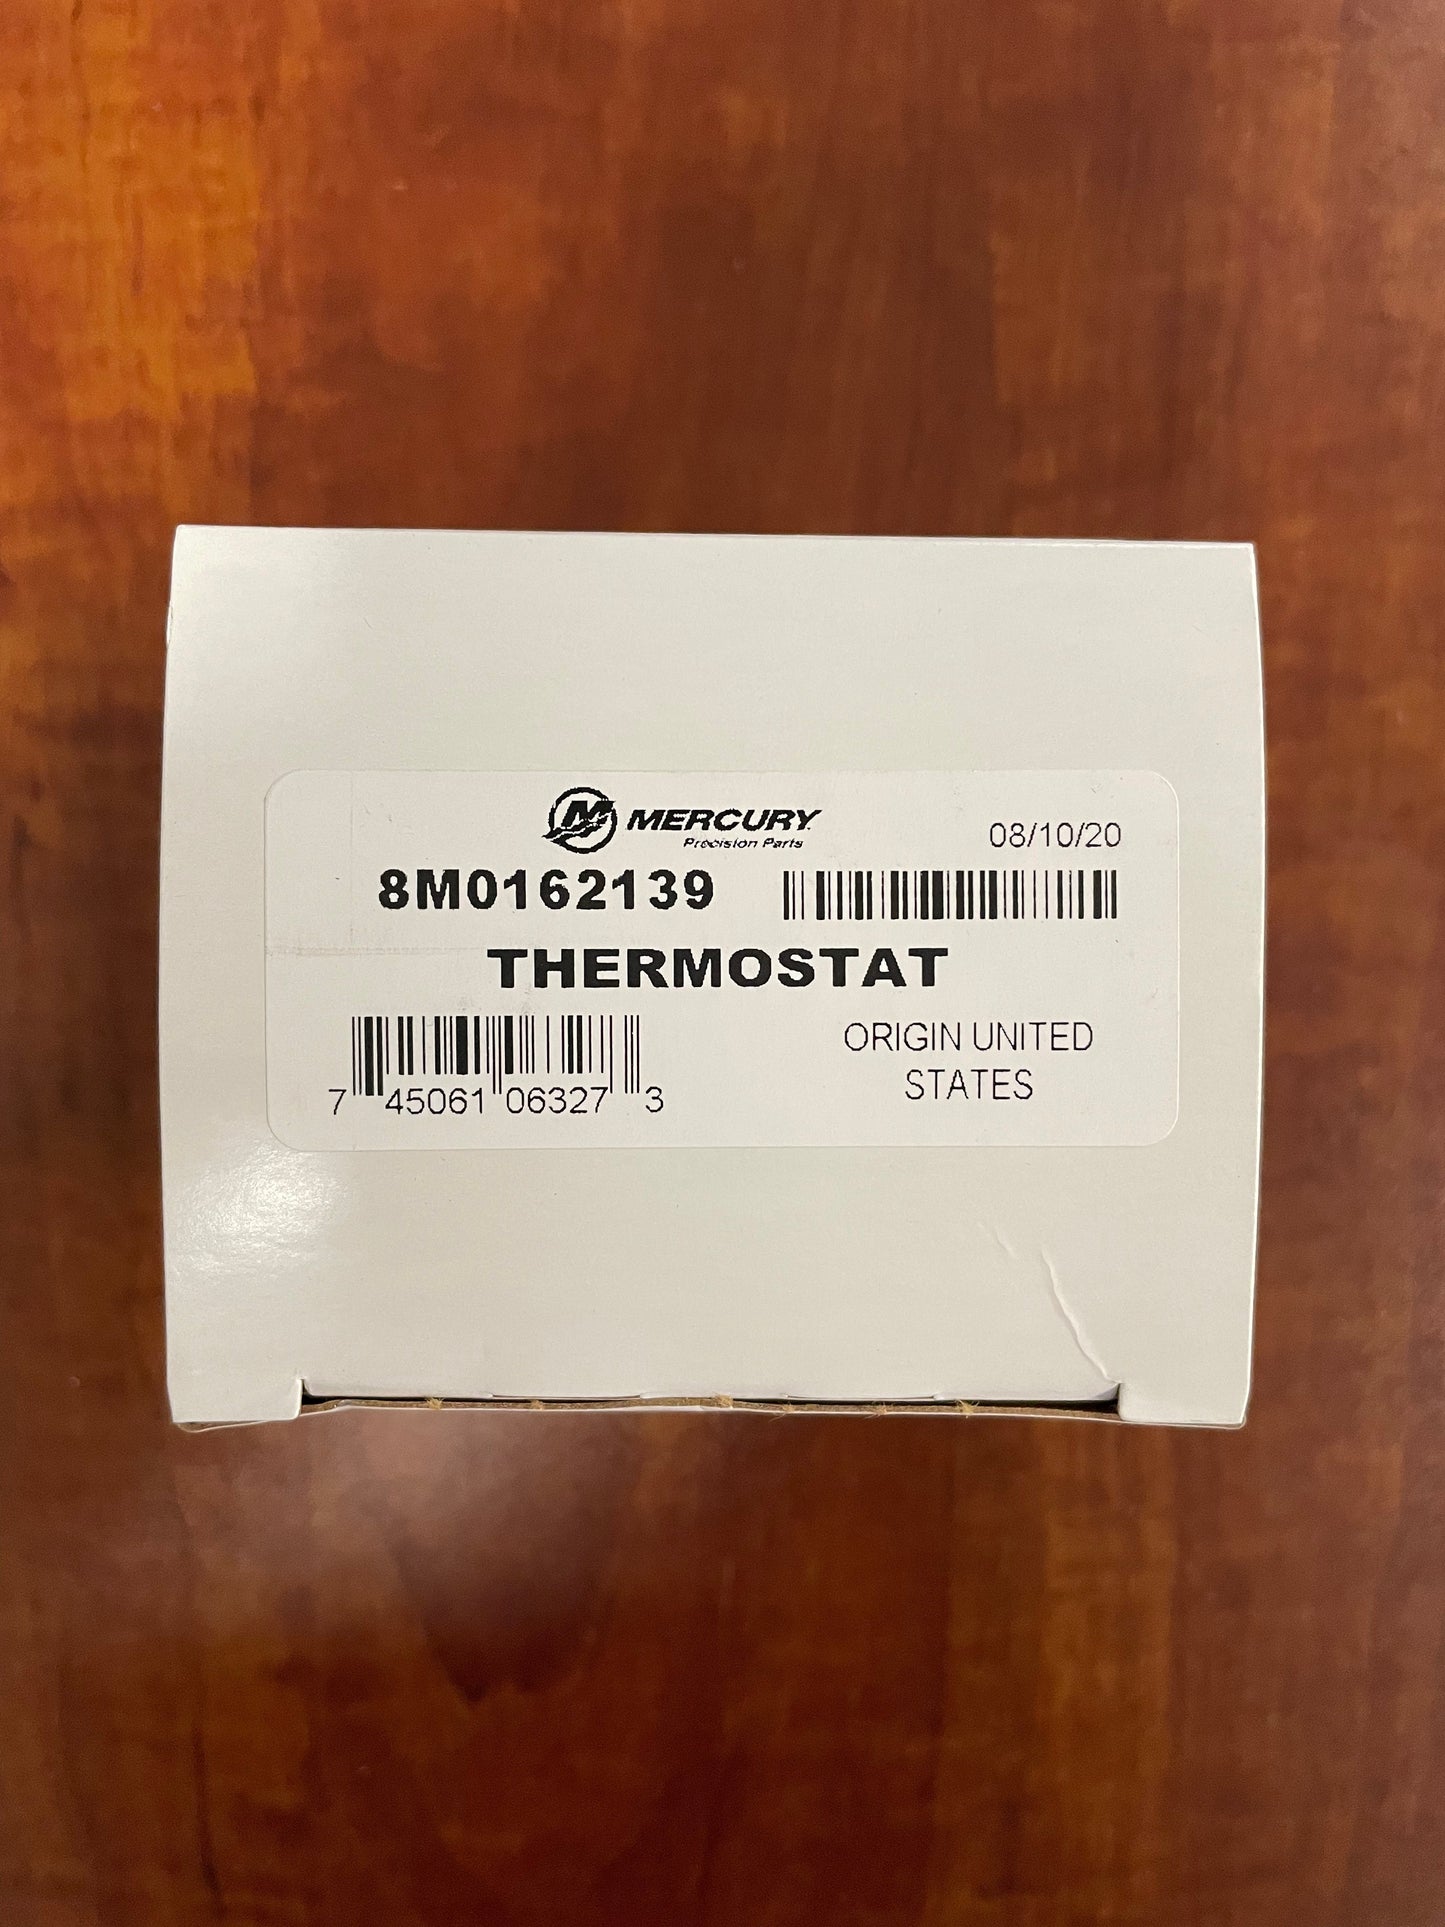 MERCURY
Precision Parts
08/10/20
8M0162139
THERMOSTAT
7 45061 06327 3
ORIGIN UNITED
STATES